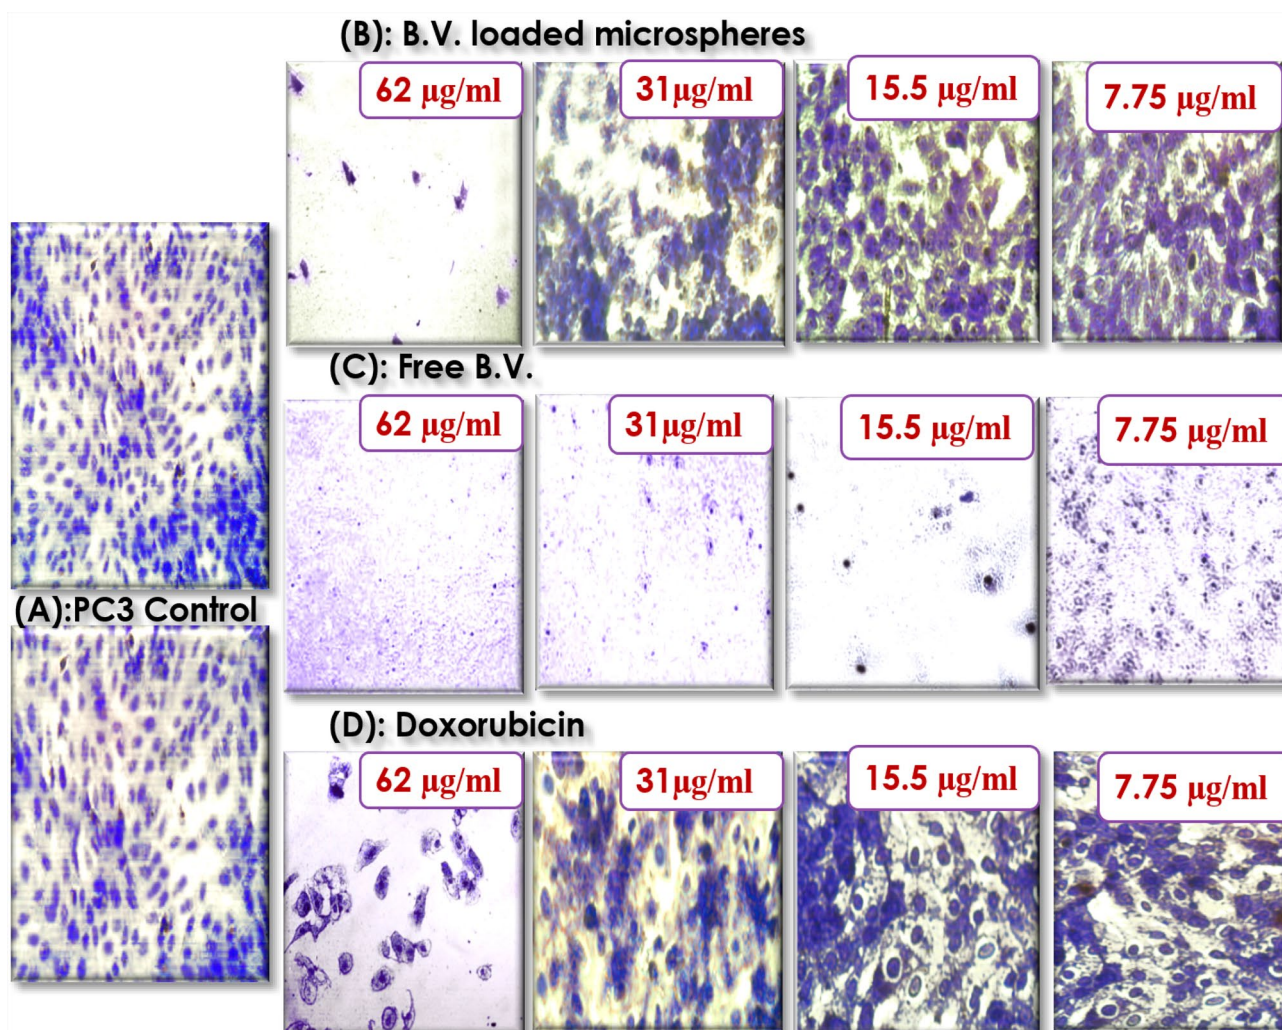 (B): B.V. loaded microspheres
62 μg/ml
31μg/ml
15.5 μg/ml
7.75 μg/ml
(C): Free B.V.
62 μg/ml
31μg/ml
15.5 μg/ml
7.75 μg/ml
(A):PC3 Control
(D): Doxorubicin
62 μg/ml
31μg/ml
15.5 μg/ml
7.75 μg/ml